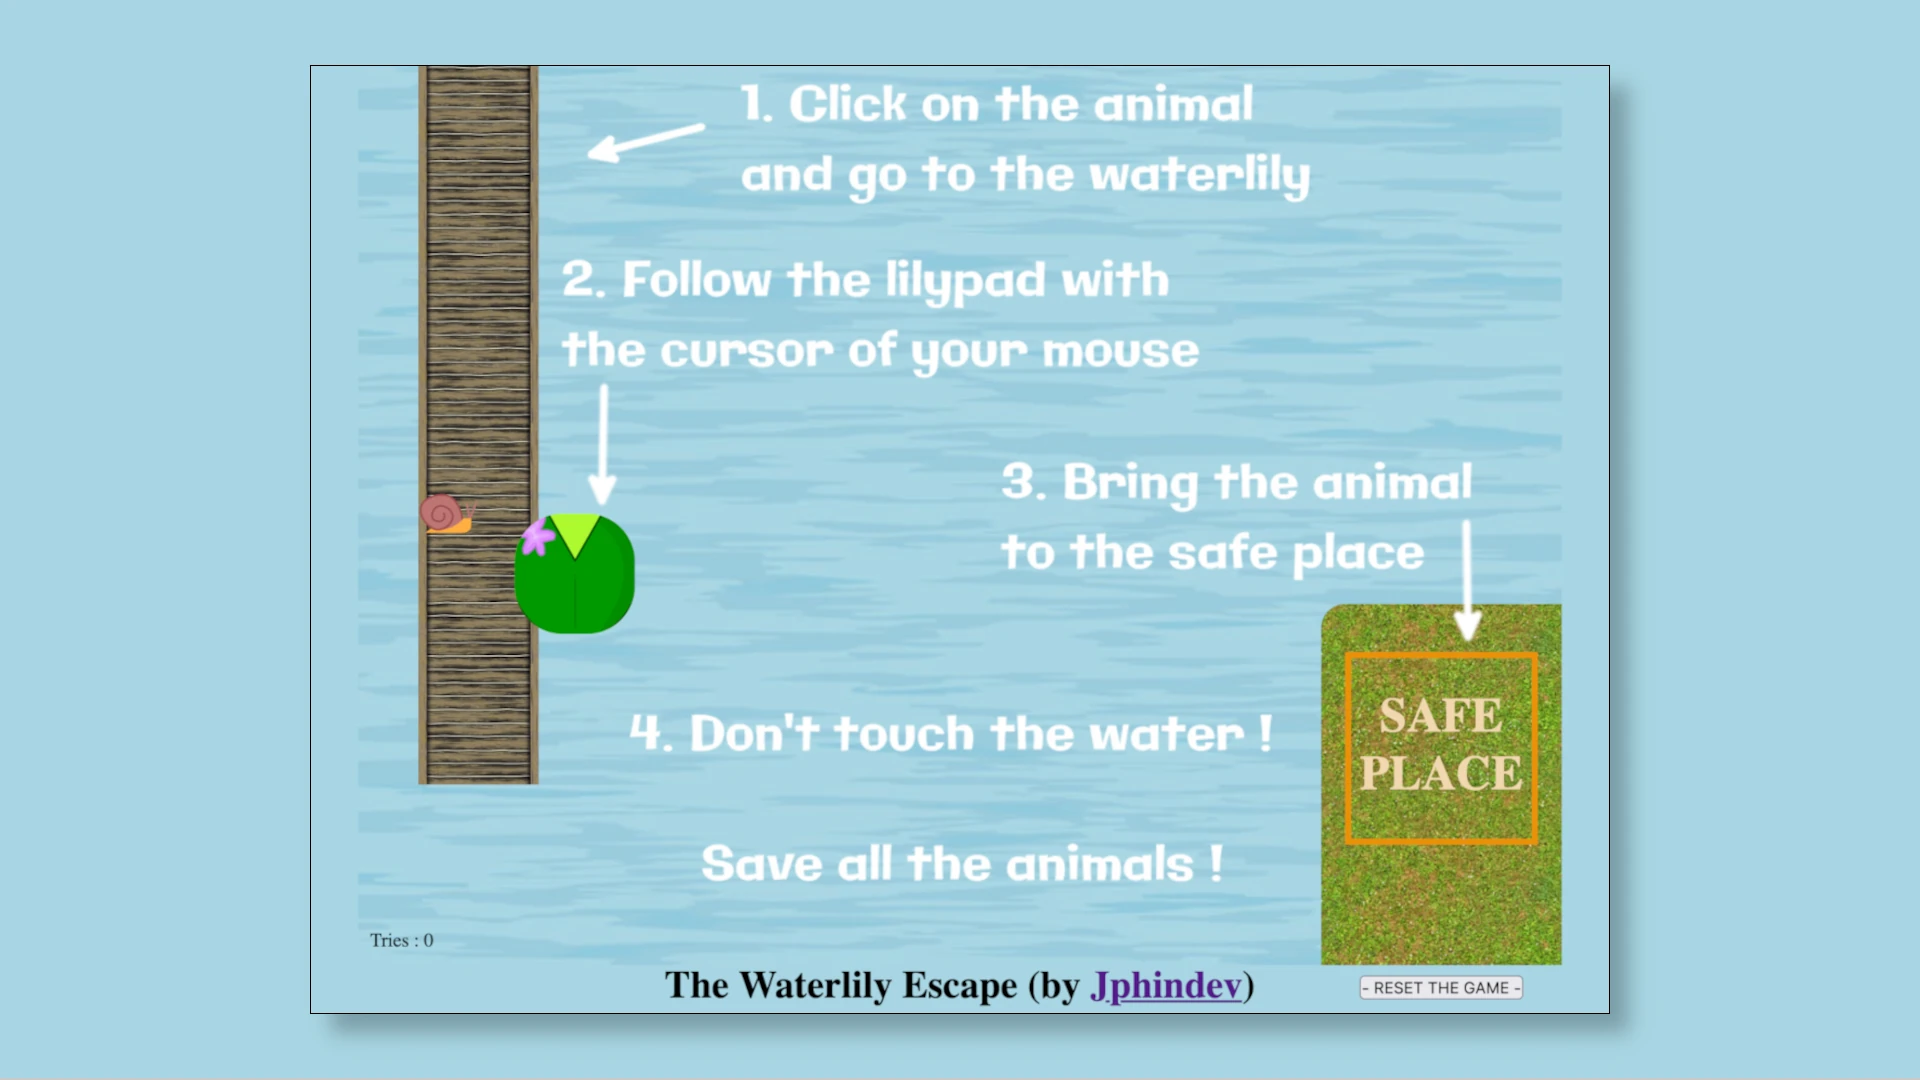 1. Click on the animal
and go to the waterlily
2. Follow the lilypad with
the cursor of your mouse
3. Bring the animal
to the safe place
SAFE
PLACE
4. Don't touch the water !
Save all the animals !
Tries : 0
The Waterlily Escape (by Jphindev)
- RESET THE GAME -